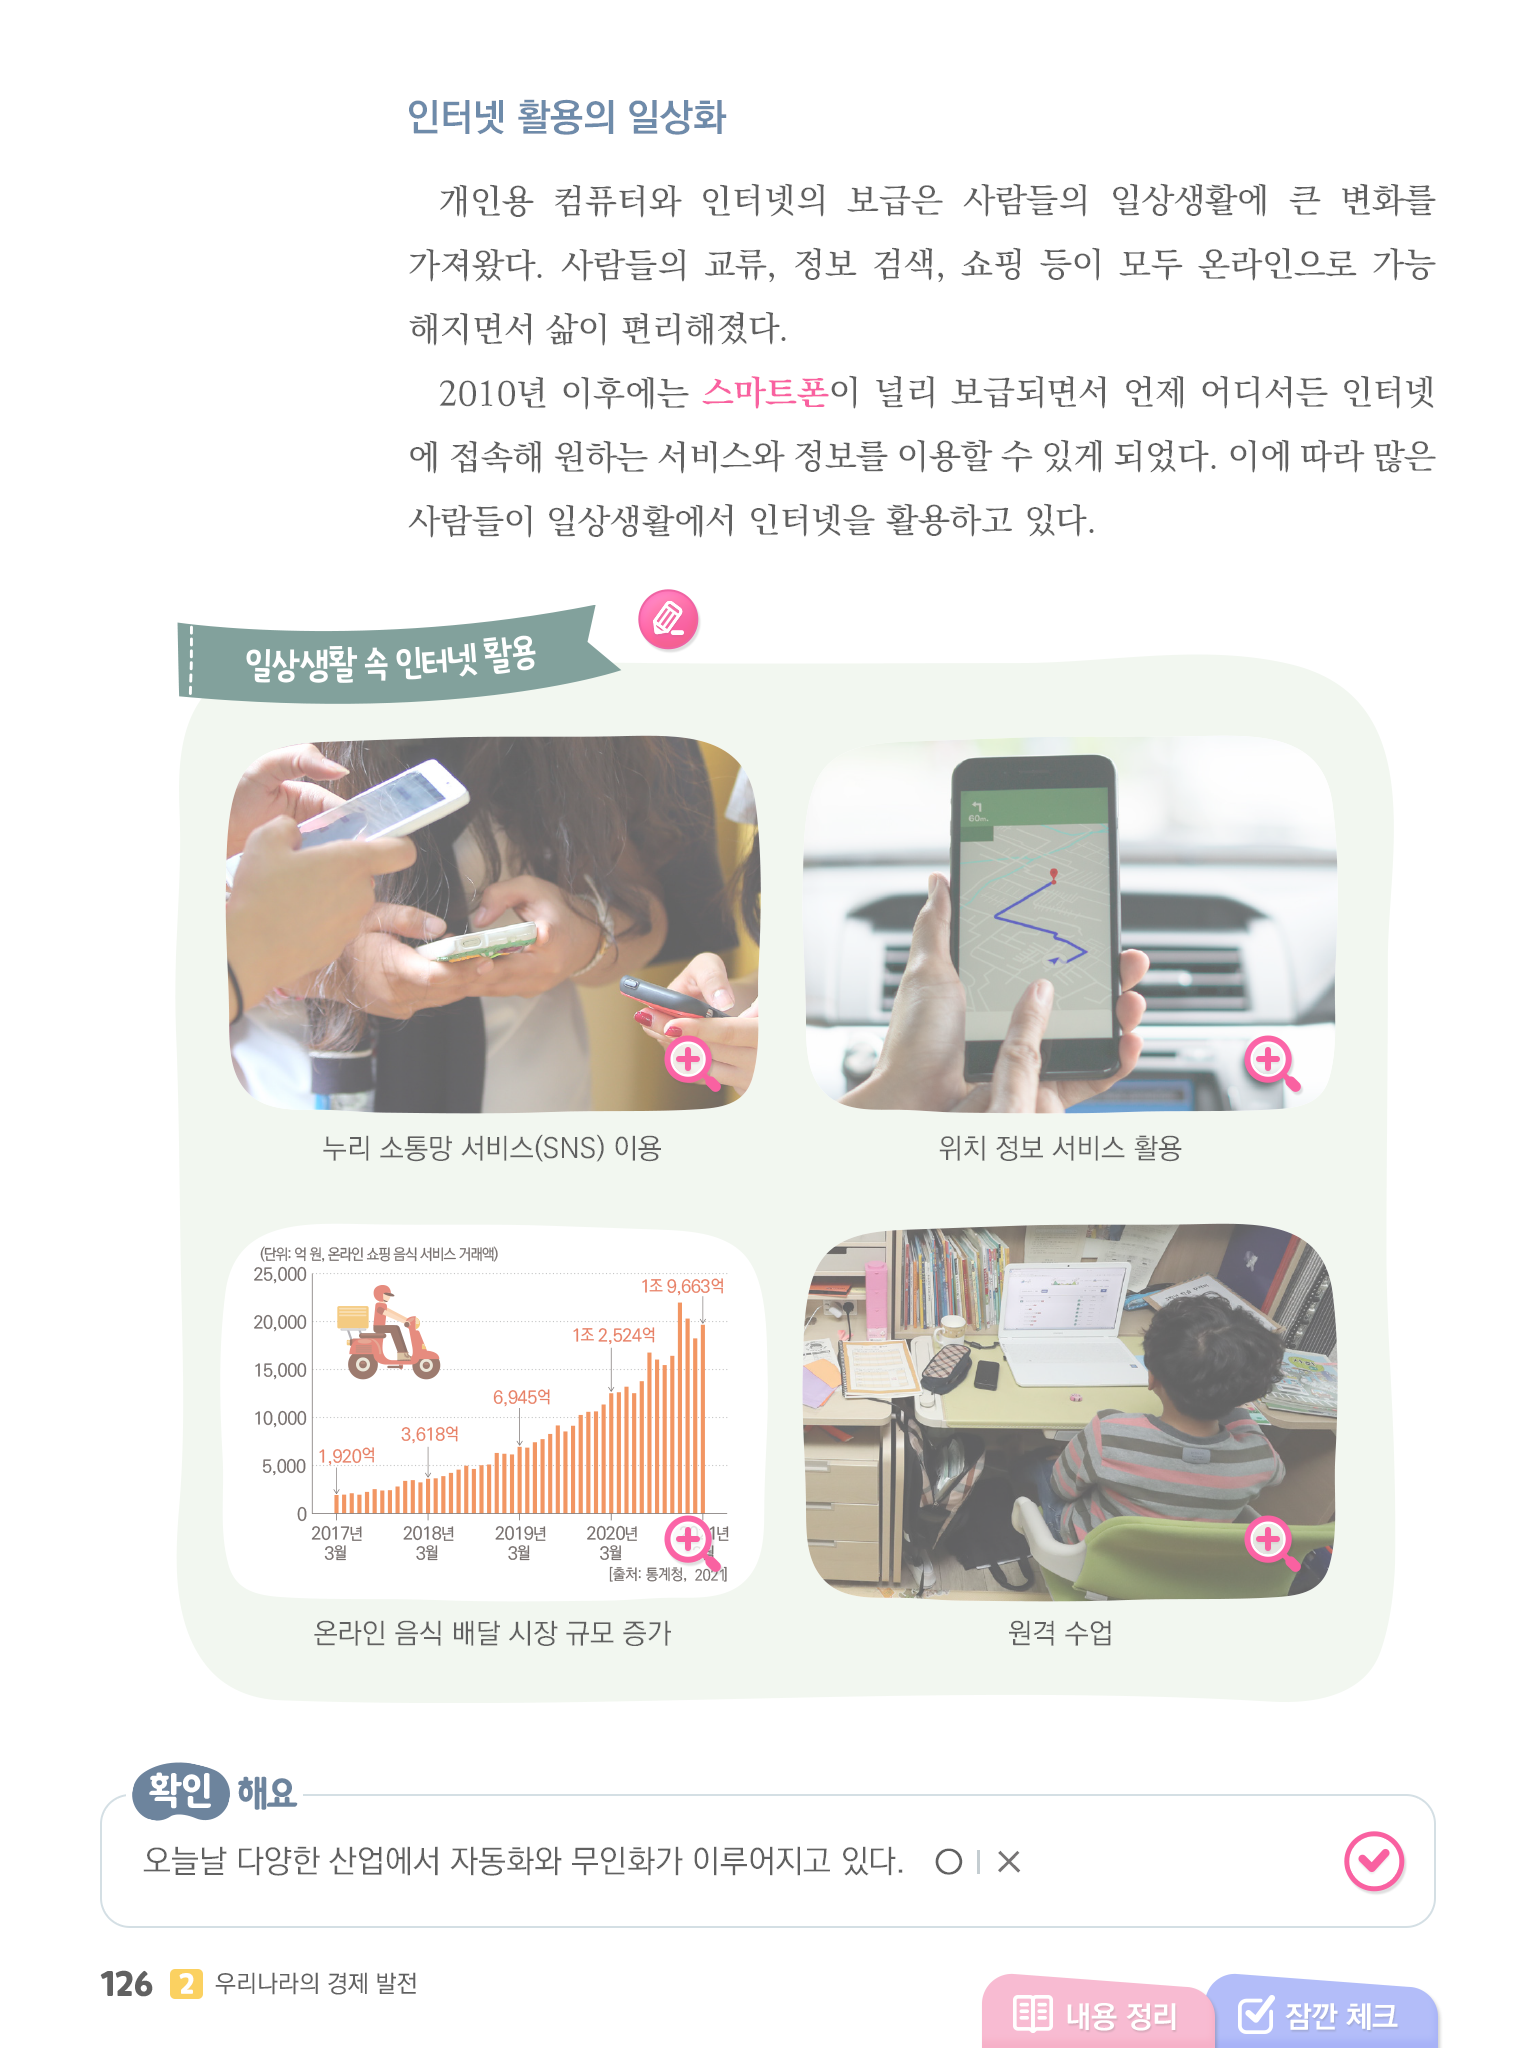 인터넷 활용의 일상화
개인용 컴퓨터와 인터넷의 보급은 사람들의 일상생활에 큰 변화를
가져왔다. 사람들의 교류, 정보 검색, 쇼핑 등이 모두 온라인으로 가능
해지면서 삶이 편리해졌다.
2010년 이후에는 스마트폰이 널리 보급되면서 언제 어디서든 인터넷
에 접속해 원하는 서비스와 정보를 이용할 수 있게 되었다. 이에 따라 많은
사람들이 일상생활에서 인터넷을 활용하고 있다.
일상생활 속 인터넷 활용
60m
누리 소통망 서비스(SNS) 이용
위치 정보 서비스 활용
(단위: 억 원, 온라인 쇼핑 음식 서비스 거래액)
25,000
20,000
15,000
10,000
5,000
0
1,920억
3,618억
6,945억
1조 2,524억
1조 9,663억
2017년 2018년 2019년 2020년
3월 3월 3월 3월
[출처: 통계청, 2021]
온라인 음식 배달 시장 규모 증가
원격 수업
확인 해요
오늘날 다양한 산업에서 자동화와 무인화가 이루어지고 있다. ○ | ×
126 2 우리나라의 경제 발전
내용 정리
잠깐 체크